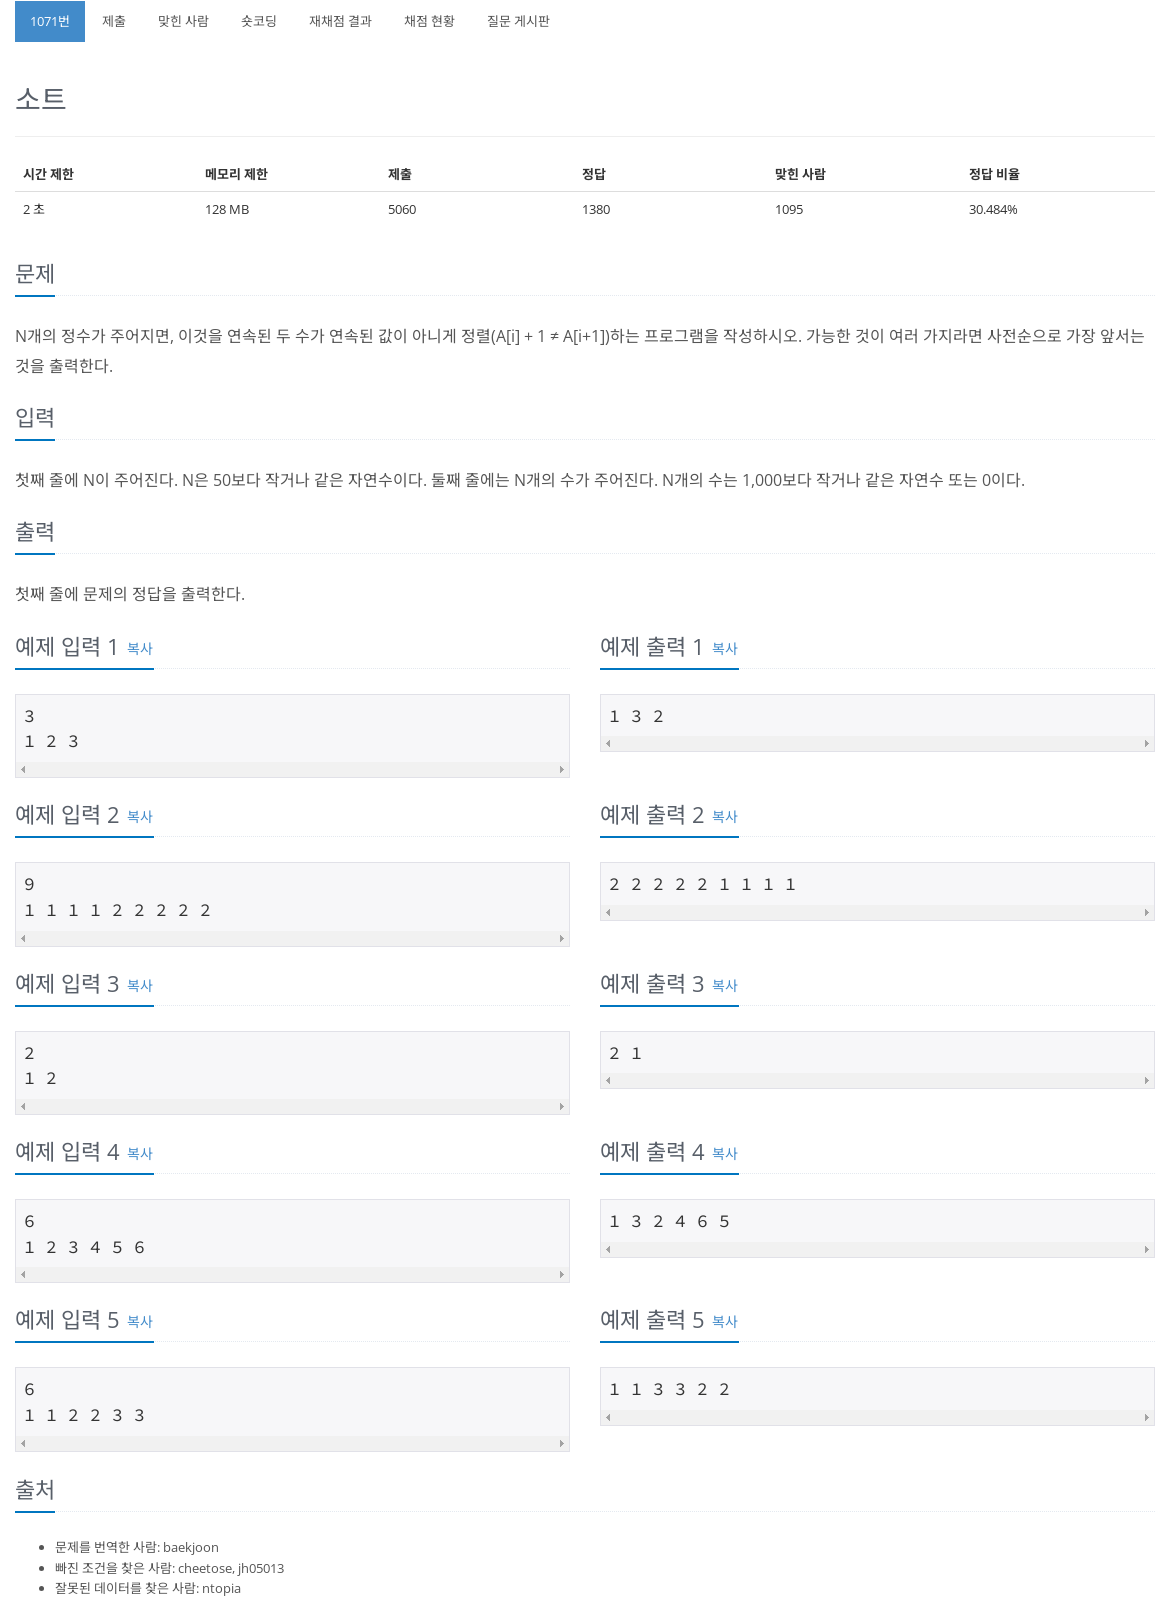 1071번 제출 맞힌 사람 숏코딩 재채점 결과 채점 현황 질문 게시판
소트
시간 제한 메모리 제한 제출 정답 맞힌 사람 정답 비율
2 초 128 MB 5060 1380 1095 30.484%
문제
N개의 정수가 주어지면, 이것을 연속된 두 수가 연속된 값이 아니게 정렬(A[i] + 1 ≠ A[i+1])하는 프로그램을 작성하시오. 가능한 것이 여러 가지라면 사전순으로 가장 앞서는
것을 출력한다.
입력
첫째 줄에 N이 주어진다. N은 50보다 작거나 같은 자연수이다. 둘째 줄에는 N개의 수가 주어진다. N개의 수는 1,000보다 작거나 같은 자연수 또는 0이다.
출력
첫째 줄에 문제의 정답을 출력한다.
예제 입력 1 복사
3
1 2 3
예제 출력 1 복사
1 3 2
예제 입력 2 복사
9
1 1 1 1 2 2 2 2 2
예제 출력 2 복사
2 2 2 2 2 1 1 1 1
예제 입력 3 복사
2
1 2
예제 출력 3 복사
2 1
예제 입력 4 복사
6
1 2 3 4 5 6
예제 출력 4 복사
1 3 2 4 6 5
예제 입력 5 복사
6
1 1 2 2 3 3
예제 출력 5 복사
1 1 3 3 2 2
출처
문제를 번역한 사람: baekjoon
빠진 조건을 찾은 사람: cheetose, jh05013
잘못된 데이터를 찾은 사람: ntopia